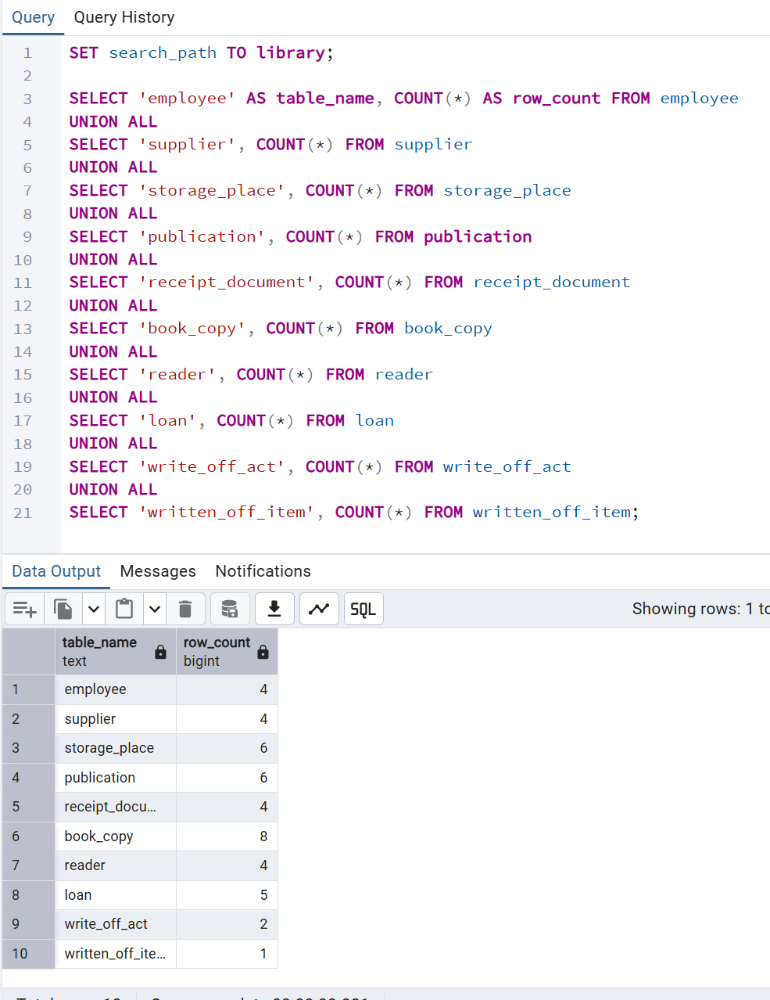 Query Query History
1 SET search_path TO library;
2
3 SELECT 'employee' AS table_name, COUNT(*) AS row_count FROM employee
4 UNION ALL
5 SELECT 'supplier', COUNT(*) FROM supplier
6 UNION ALL
7 SELECT 'storage_place', COUNT(*) FROM storage_place
8 UNION ALL
9 SELECT 'publication', COUNT(*) FROM publication
10 UNION ALL
11 SELECT 'receipt_document', COUNT(*) FROM receipt_document
12 UNION ALL
13 SELECT 'book_copy', COUNT(*) FROM book_copy
14 UNION ALL
15 SELECT 'reader', COUNT(*) FROM reader
16 UNION ALL
17 SELECT 'loan', COUNT(*) FROM loan
18 UNION ALL
19 SELECT 'write_off_act', COUNT(*) FROM write_off_act
20 UNION ALL
21 SELECT 'written_off_item', COUNT(*) FROM written_off_item;
Data Output Messages Notifications
SQL Showing rows: 1 to
table_name row_count
text bigint
1 employee 4
2 supplier 4
3 storage_place 6
4 publication 6
5 receipt_docu... 4
6 book_copy 8
7 reader 4
8 loan 5
9 write_off_act 2
10 written_off_ite... 1